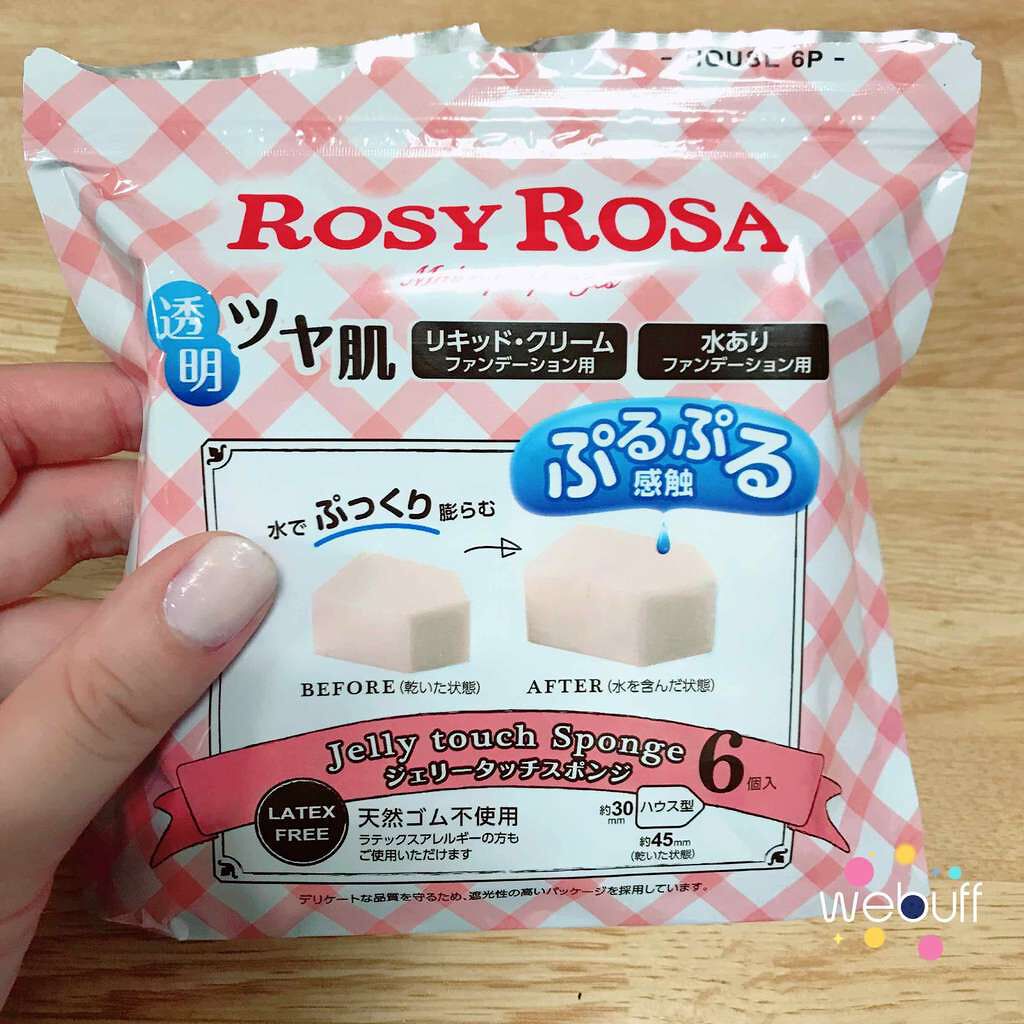 - HOUSE 6P -
ROSY ROSA
透明
ツヤ肌
リキッド・クリーム
ファンデーション用
水あり
ファンデーション用
ぷるぷる
感触
水でぷっくり膨らむ
BEFORE (乾いた状態)
AFTER (水を含んだ状態)
Jelly touch Sponge
ジェリータッチスポンジ
6個入
LATEX
FREE
天然ゴム不使用
ラテックスアレルギーの方も
ご使用いただけます
約30mm
ハウス型
約45mm
(乾いた状態)
デリケートな品質を守るため、遮光性の高いパッケージを採用しています。
webuff